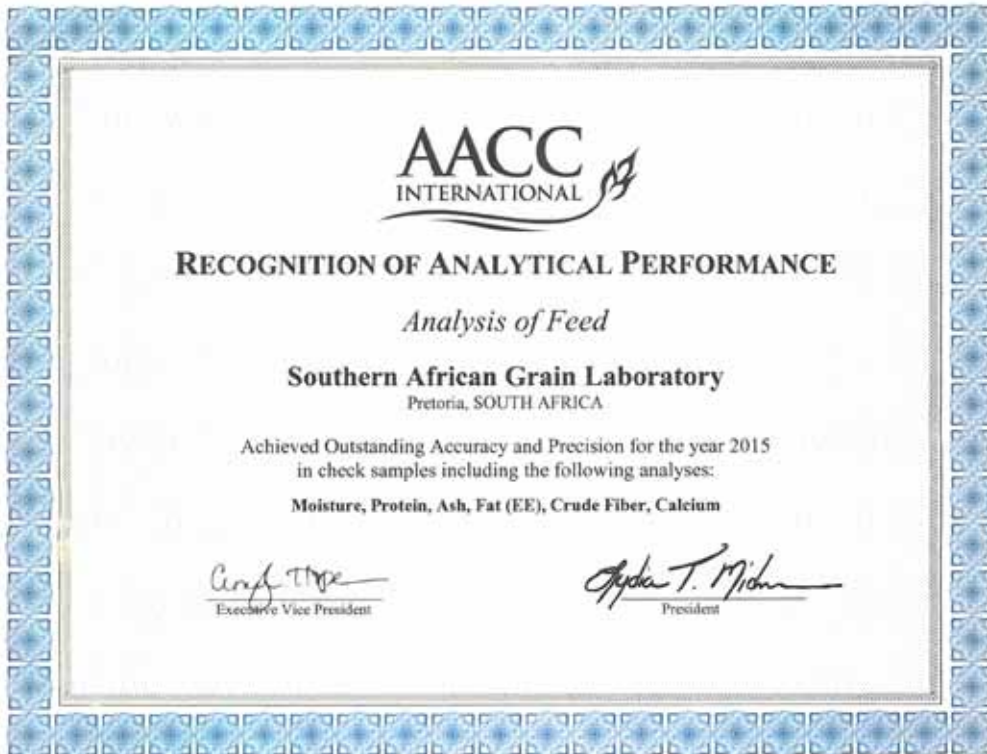 AACC
INTERNATIONAL
RECOGNITION OF ANALYTICAL PERFORMANCE
Analysis of Feed
Southern African Grain Laboratory
Pretoria, SOUTH AFRICA
Achieved Outstanding Accuracy and Precision for the year 2015
in check samples including the following analyses:
Moisture, Protein, Ash, Fat (EE), Crude Fiber, Calcium
Lydia T.
Executive Vice President
President